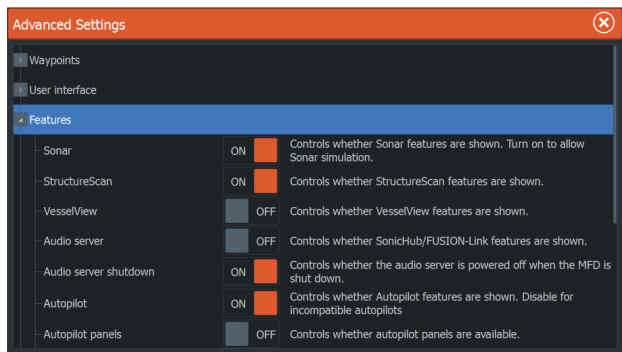 Advanced Settings
Waypoints
User interface
Features
Sonar ON Controls whether Sonar features are shown. Turn on to allow
Sonar simulation.
StructureScan ON Controls whether StructureScan features are shown.
VesselView OFF Controls whether VesselView features are shown.
Audio server OFF Controls whether SonicHub/FUSION-Link features are shown.
Audio server shutdown ON Controls whether the audio server is powered off when the MFD is
shut down.
Autopilot ON Controls whether Autopilot features are shown. Disable for
incompatible autopilots
Autopilot panels OFF Controls whether autopilot panels are available.